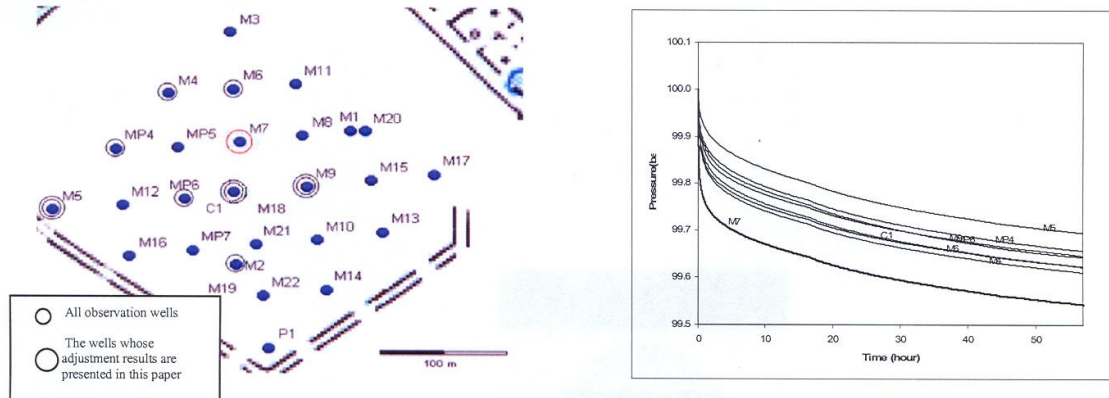 M3
M4
M6
M11
MP4
MP5
M7
M8
M1
M20
M5
M12
MP6
C1
M9
M15
M17
M18
M16
MP7
M21
M10
M13
M2
M19
M22
M14
P1
100 m
All observation wells
The wells whose
adjustment results are
presented in this paper
100.1
100.0
99.9
99.8
99.7
99.6
99.5
Pressure(ba
M7
C1
MP6
MP4
M5
0 10 20 30 40 50
Time (hour)